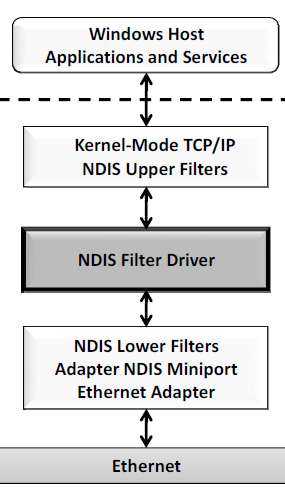 Windows Host
Applications and Services
Kernel-Mode TCP/IP
NDIS Upper Filters
NDIS Filter Driver
NDIS Lower Filters
Adapter NDIS Miniport
Ethernet Adapter
Ethernet